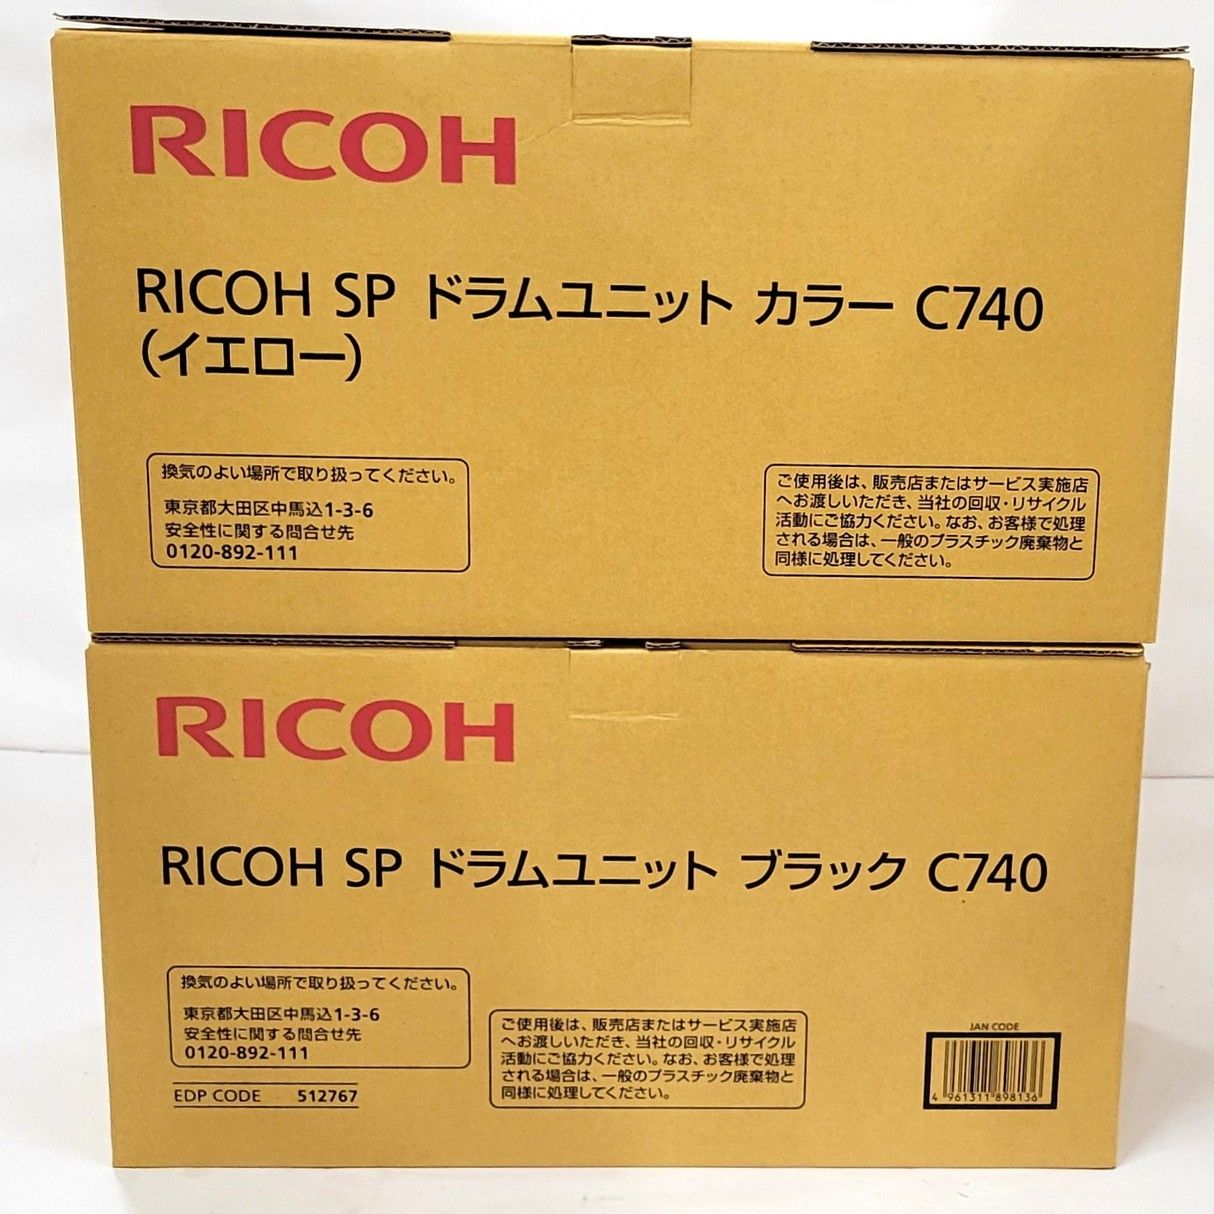 RICOH
RICOH SP ドラムユニット カラー C740
（イエロー）
換気のよい場所で取り扱ってください。
東京都大田区中馬込1-3-6
安全性に関する問合せ先
0120-892-111
ご使用後は、販売店またはサービス実施店
へお渡しいただき、当社の回収・リサイクル
活動にご協力ください。なお、お客様で処理
される場合は、一般のプラスチック廃棄物と
同様に処理してください。
RICOH
RICOH SP ドラムユニット ブラック C740
換気のよい場所で取り扱ってください。
東京都大田区中馬込1-3-6
安全性に関する問合せ先
0120-892-111
EDP CODE 512767
ご使用後は、販売店またはサービス実施店
へお渡しいただき、当社の回収・リサイクル
活動にご協力ください。なお、お客様で処理
される場合は、一般のプラスチック廃棄物と
同様に処理してください。
JAN CODE
4 961311 898136